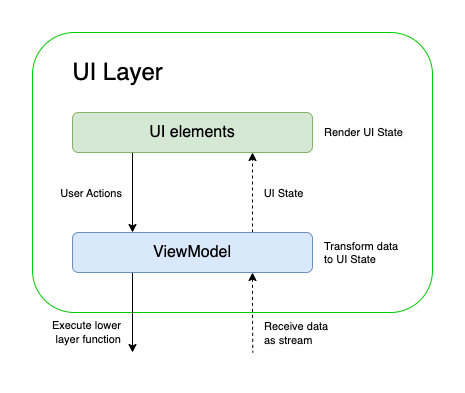 UI Layer
UI elements
Render UI State
User Actions
UI State
ViewModel
Transform data
to UI State
Execute lower
layer function
Receive data
as stream